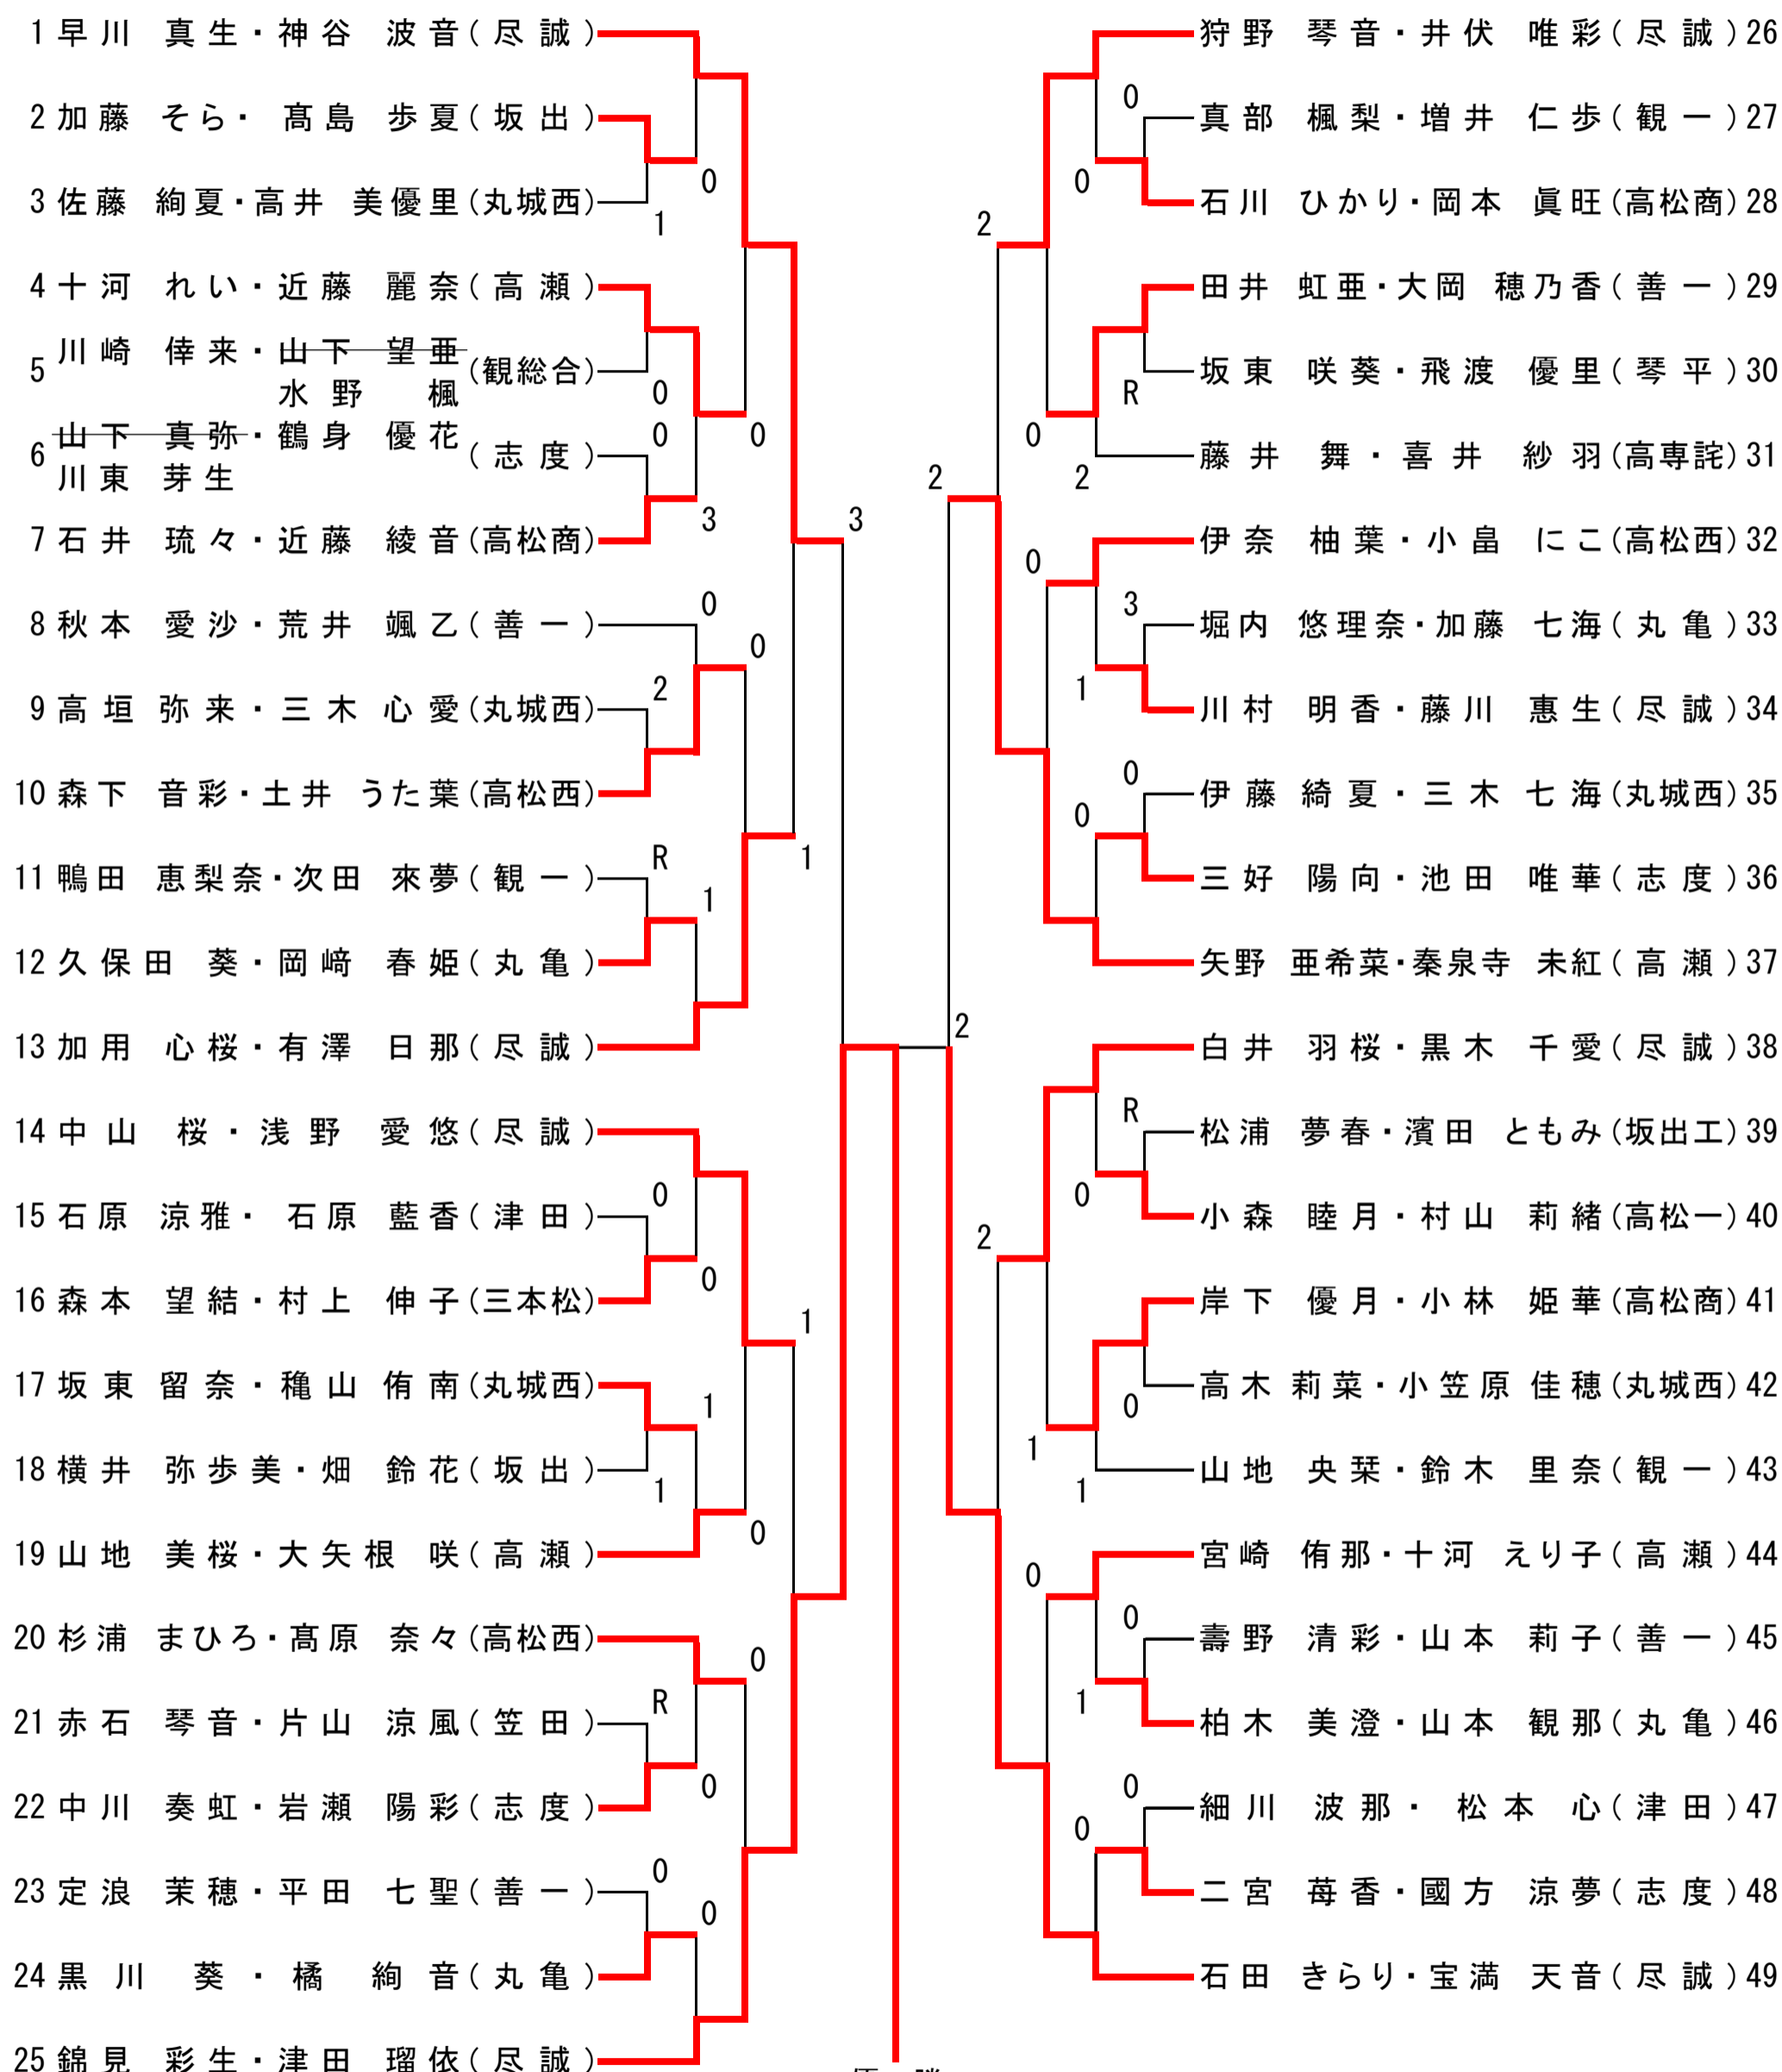 1 早川 真生・神谷 波音(尽誠)
2 加藤 そら・髙島 歩夏(坂出)
0
3 佐藤 絢夏・高井 美優里(丸城西)
1
4 十河 れい・近藤 麗奈(高瀬)
5 川崎 倖来・山下 望亜(観総合)
水野 楓
0
6 山下 真弥・鶴身 優花(志度)
川東 芽生
0 0
3
7 石井 琉々・近藤 綾音(高松商)
3
8 秋本 愛沙・荒井 颯乙(善一)
0
0
2
9 高垣 弥来・三木 心愛(丸城西)
10 森下 音彩・土井 うた葉(高松西)
R
1
11 鴨田 恵梨奈・次田 來夢(観一)
1
12 久保田 葵・岡﨑 春姫(丸亀)
13 加用 心桜・有澤 日那(尽誠)
14 中山 桜・浅野 愛悠(尽誠)
0
15 石原 涼雅・石原 藍香(津田)
0
16 森本 望結・村上 伸子(三本松)
1
17 坂東 留奈・穐山 侑南(丸城西)
1
18 横井 弥歩美・畑 鈴花(坂出)
1
0
19 山地 美桜・大矢根 咲(高瀬)
20 杉浦 まひろ・髙原 奈々(高松西)
0
R
21 赤石 琴音・片山 涼風(笠田)
0
22 中川 奏虹・岩瀬 陽彩(志度)
0
23 定浪 茉穂・平田 七聖(善一)
0
24 黒川 葵・橘 絢音(丸亀)
25 錦見 彩生・津田 瑠依(尽誠)
狩野 琴音・井伏 唯彩(尽誠)26
0
真部 楓梨・増井 仁歩(観一)27
0
石川 ひかり・岡本 眞旺(高松商)28
2
田井 虹亜・大岡 穂乃香(善一)29
坂東 咲葵・飛渡 優里(琴平)30
R
0
藤井 舞・喜井 紗羽(高専詫)31
2
2
伊奈 柚葉・小畠 にこ(高松西)32
0
3
堀内 悠理奈・加藤 七海(丸亀)33
1
川村 明香・藤川 惠生(尽誠)34
0
伊藤 綺夏・三木 七海(丸城西)35
0
三好 陽向・池田 唯華(志度)36
矢野 亜希菜・秦泉寺 未紅(高瀬)37
2
白井 羽桜・黒木 千愛(尽誠)38
R
松浦 夢春・濱田 ともみ(坂出工)39
0
小森 睦月・村山 莉緒(高松一)40
2
岸下 優月・小林 姫華(高松商)41
高木 莉菜・小笠原 佳穂(丸城西)42
0
1
山地 央栞・鈴木 里奈(観一)43
1
宮崎 侑那・十河 えり子(高瀬)44
0
0
壽野 清彩・山本 莉子(善一)45
1
柏木 美澄・山本 観那(丸亀)46
0
細川 波那・松本 心(津田)47
0
二宮 苺香・國方 涼夢(志度)48
石田 きらり・宝満 天音(尽誠)49